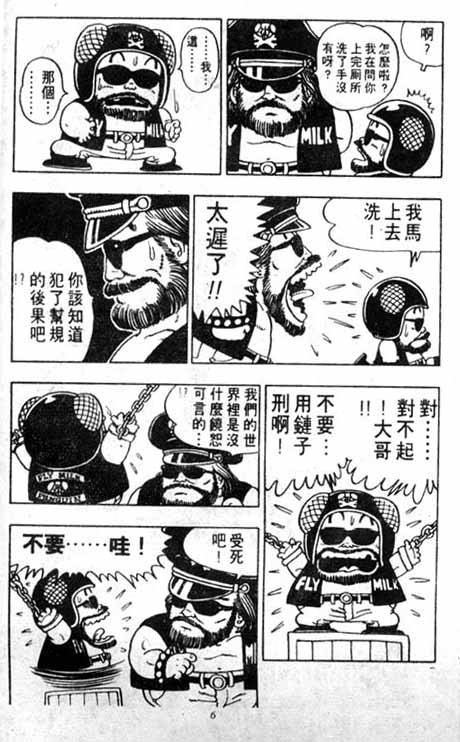 啊?
怎麼啦?
我在問你
上完厠所
洗了手沒
有呀?
LY
MILK
……我
這……
……
那個……
FLY
MILK
我馬
上去
洗!
太遲了!!
你該知道
犯了幫規
的後果吧
!?
對……
對不起
!大哥
!!
不要…
用鏈子
刑啊!
FLY
MILK
我們的世
界裡是沒
什麼饒恕
可言的…
!?
FLY MILK
PENGUIN
受死
吧!
不要……哇!
6